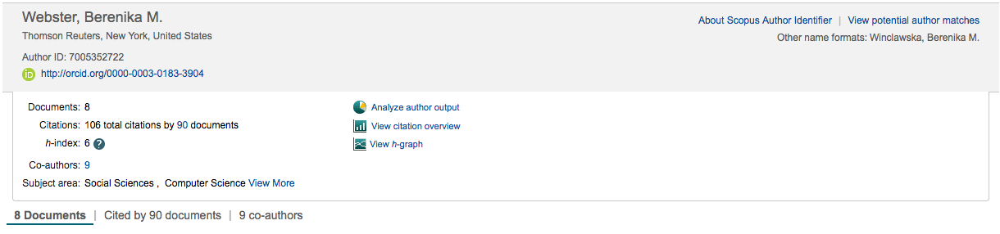 Webster, Berenika M.
About Scopus Author Identifier | View potential author matches
Thomson Reuters, New York, United States
Other name formats: Winclawska, Berenika M.
Author ID: 7005352722
iD http://orcid.org/0000-0003-0183-3904
Documents: 8
Analyze author output
Citations: 106 total citations by 90 documents
View citation overview
h-index: 6 ?
View h-graph
Co-authors: 9
Subject area: Social Sciences , Computer Science View More
8 Documents | Cited by 90 documents | 9 co-authors